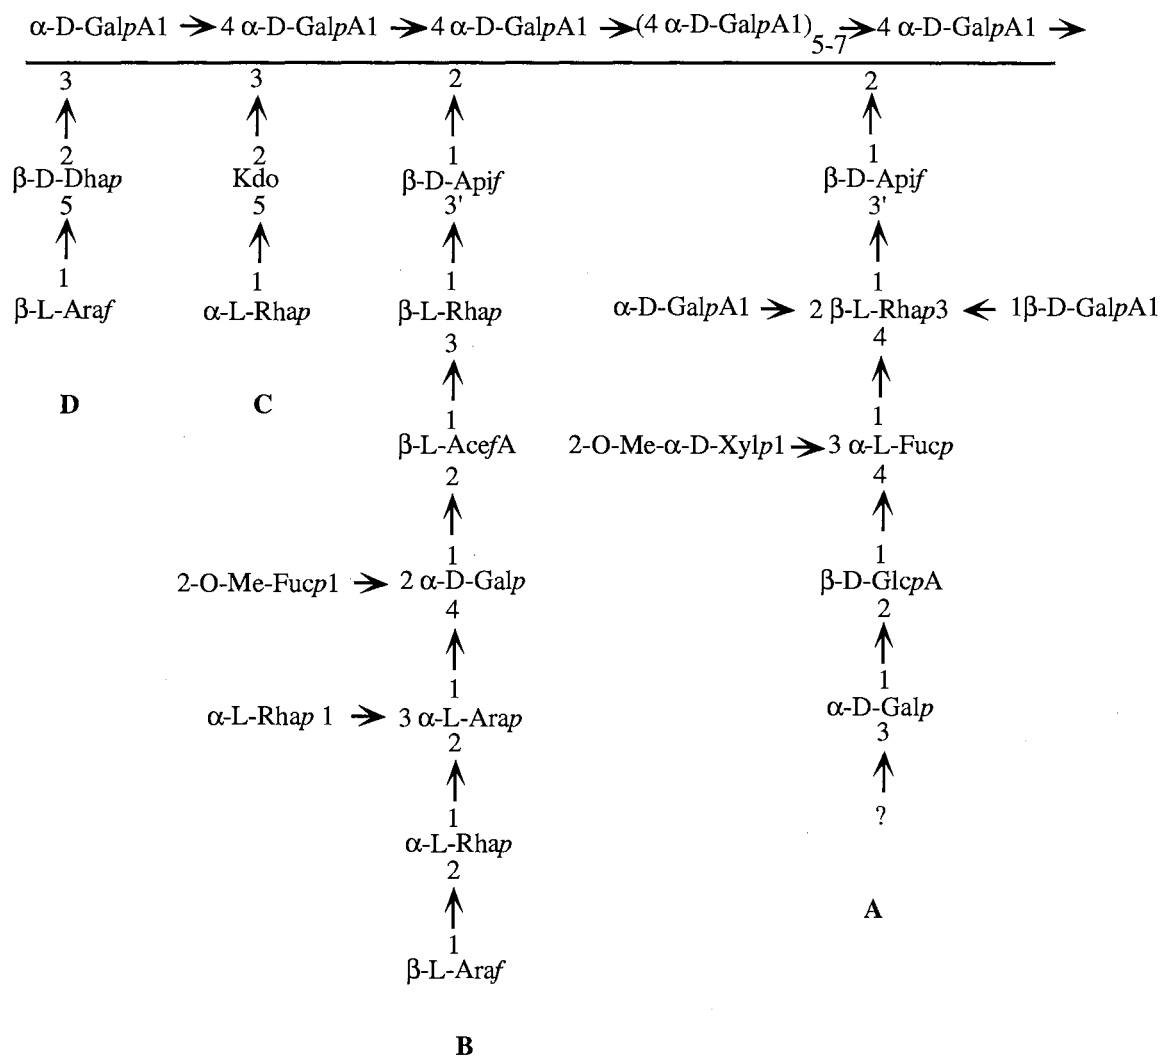 α-D-GalpA1 → 4 α-D-GalpA1 → 4 α-D-GalpA1 → (4 α-D-GalpA1)5-7 → 4 α-D-GalpA1 →
3 3 2 2
2 2 1 1
β-D-Dhap Kdo β-D-Apif β-D-Apif
5 5 3' 3'
1 1 1 1
β-L-Araf α-L-Rhap β-L-Rhap α-D-GalpA1 → 2 β-L-Rhap3 ← 1β-D-GalpA1
3 4
D C 1 1
β-L-AcefA 2-O-Me-α-D-Xylp1 → 3 α-L-Fucp
2 4
1 1
2-O-Me-Fucp1 → 2 α-D-Galp β-D-GlcpA
4 2
1 1
α-L-Rhap 1 → 3 α-L-Arap α-D-Galp
2 3
1 ?
α-L-Rhap
2
A
1
β-L-Araf
B